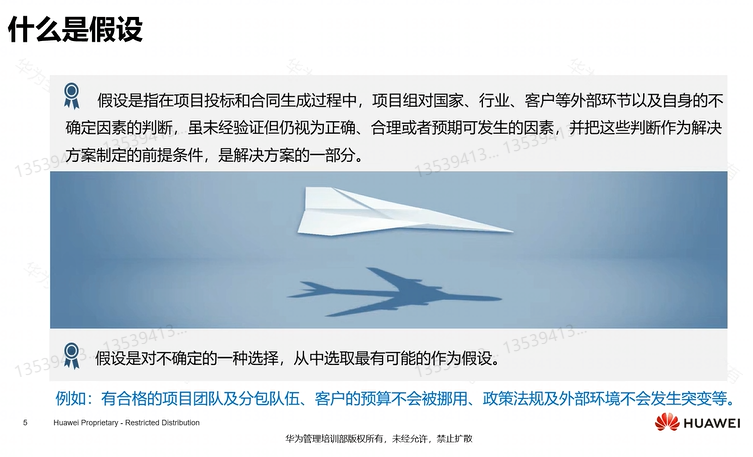 什么是假设
假设是指在项目投标和合同生成过程中，项目组对国家、行业、客户等外部环节以及自身的不
确定因素的判断，虽未经验证但仍视为正确、合理或者预期可发生的因素，并把这些判断作为解决
方案制定的前提条件，是解决方案的一部分。
假设是对不确定的一种选择，从中选取最有可能的作为假设。
例如：有合格的项目团队及分包队伍、客户的预算不会被挪用、政策法规及外部环境不会发生突变等。
5
Huawei Proprietary - Restricted Distribution
HUAWEI
华为管理培训部版权所有，未经允许，禁止扩散
13539413...
13539413...
13539413...
13539413...
13539413...